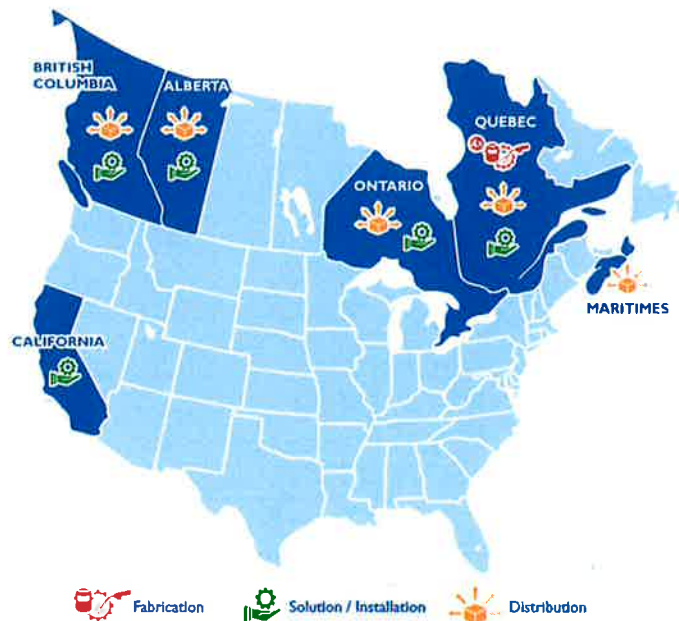 BRITISH
COLUMBIA
ALBERTA
QUEBEC
ONTARIO
MARITIMES
CALIFORNIA
Fabrication
Solution / Installation
Distribution